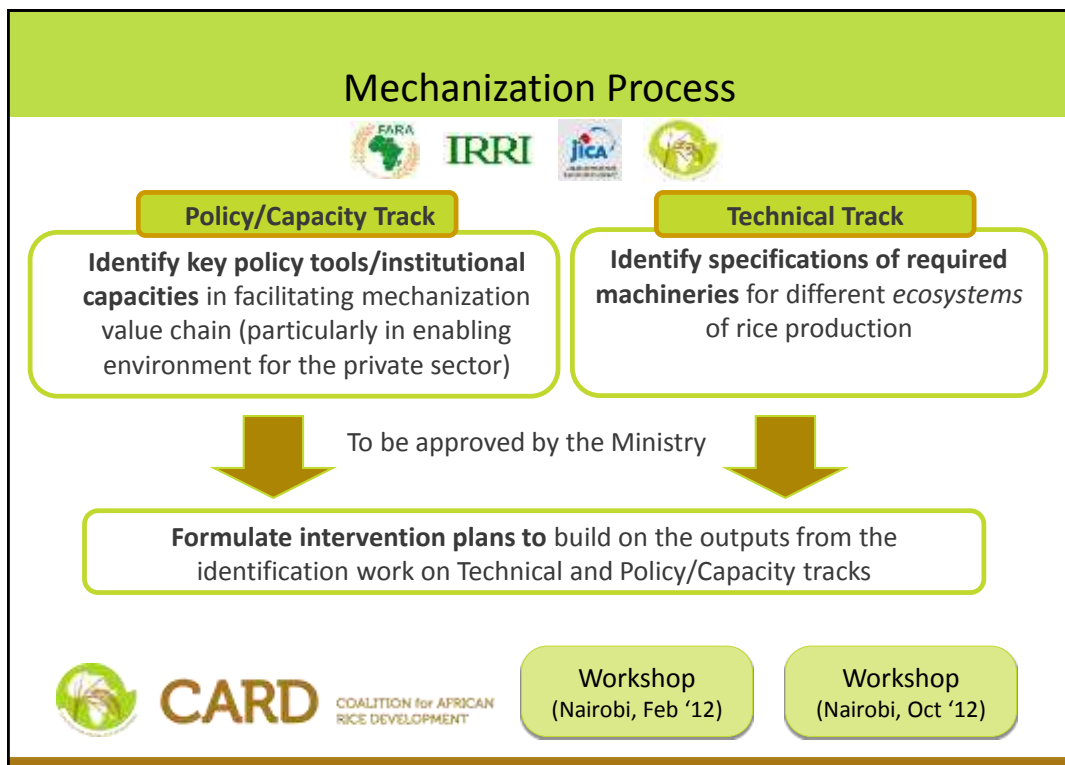 Mechanization Process
FARA
IRRI
jICA
Policy/Capacity Track
Identify key policy tools/institutional
capacities in facilitating mechanization
value chain (particularly in enabling
environment for the private sector)
Technical Track
Identify specifications of required
machineries for different ecosystems
of rice production
To be approved by the Ministry
Formulate intervention plans to build on the outputs from the
identification work on Technical and Policy/Capacity tracks
CARD
COALITION for AFRICAN
RICE DEVELOPMENT
Workshop
(Nairobi, Feb ‘12)
Workshop
(Nairobi, Oct ‘12)